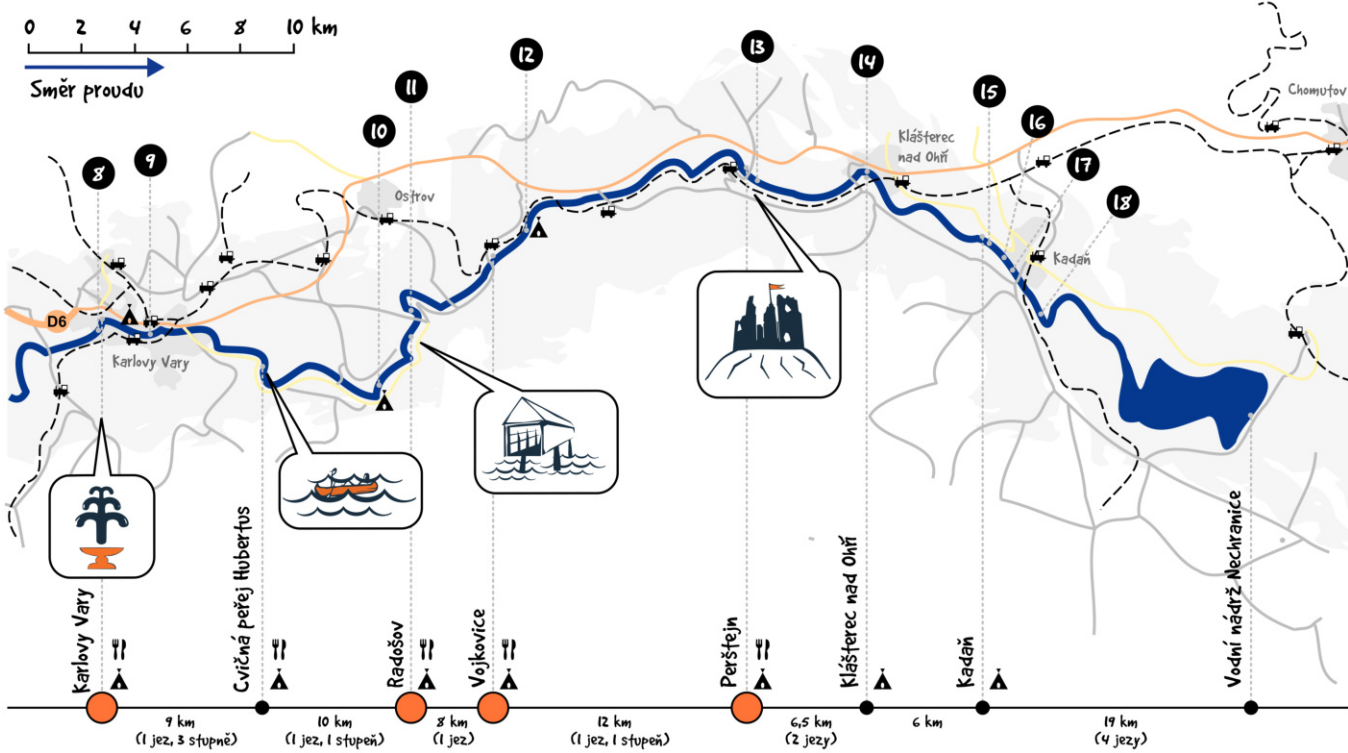 0 2 4 6 8 10 km
Směr proudu
8
9
10
11
12
13
14
15
16
17
18
Chomutov
Klášterec
nad Ohří
Ostrov
Kadaň
D6
Karlovy Vary
Karlovy Vary
Cvičná peřej Hubertus
Radošov
Vojkovice
Perštejn
Klášterec nad Ohří
Kadaň
Vodní nádrž Nechranice
9 km
(1 jez, 3 stupně)
10 km
(1 jez, 1 stupeň)
8 km
(1 jez)
12 km
(1 jez, 1 stupeň)
6,5 km
(2 jezy)
6 km
19 km
(4 jezy)